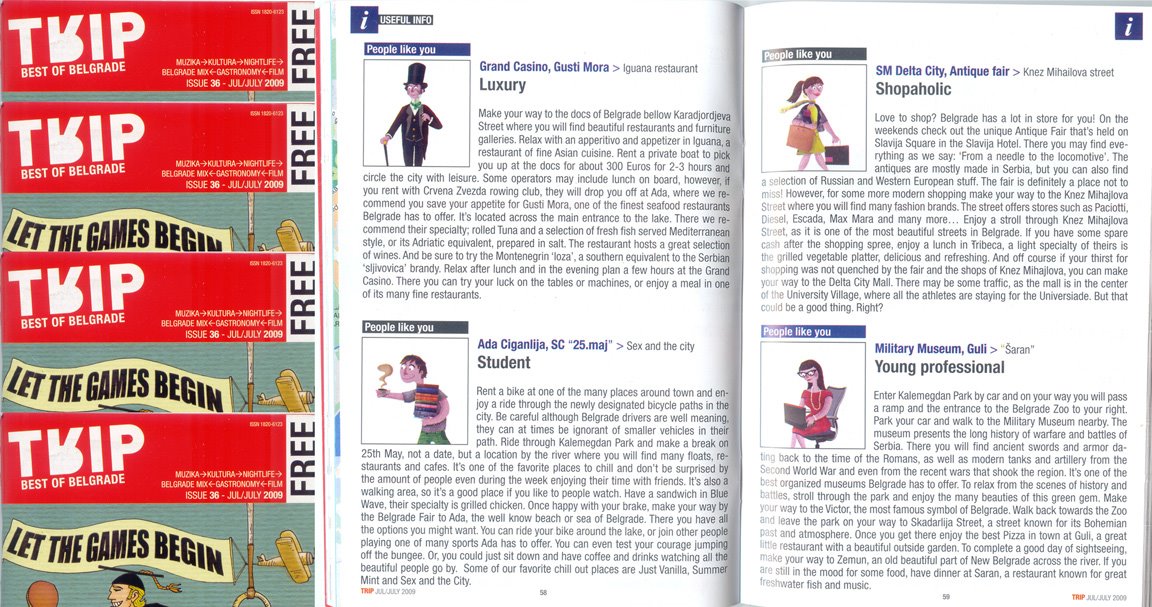 TRIP
BEST OF BELGRADE
ISSN 1820-6123
MUZIKA→KULTURA→NIGHTLIFE→
BELGRADE MIX←GASTRONOMY←FILM
ISSUE 36 - JUL/JULY 2009
FREE
TRIP
BEST OF BELGRADE
ISSN 1820-6123
MUZIKA→KULTURA→NIGHTLIFE→
BELGRADE MIX←GASTRONOMY←FILM
ISSUE 36 - JUL/JULY 2009
FREE
LET THE GAMES BEGIN
TRIP
BEST OF BELGRADE
ISSN 1820-6123
MUZIKA→KULTURA→NIGHTLIFE→
BELGRADE MIX←GASTRONOMY←FILM
ISSUE 36 - JUL/JULY 2009
FREE
LET THE GAMES BEGIN
TRIP
BEST OF BELGRADE
ISSN 1820-6123
MUZIKA→KULTURA→NIGHTLIFE→
BELGRADE MIX←GASTRONOMY←FILM
ISSUE 36 - JUL/JULY 2009
FREE
LET THE GAMES BEGIN
i USEFUL INFO
People like you
Grand Casino, Gusti Mora > Iguana restaurant
Luxury
Make your way to the docs of Belgrade bellow Karadjordjeva
Street where you will find beautiful restaurants and furniture
galleries. Relax with an apperitivo and appetizer in Iguana, a
restaurant of fine Asian cuisine. Rent a private boat to pick
you up at the docs for about 300 Euros for 2-3 hours and
circle the city with leisure. Some operators may include lunch on board, however, if
you rent with Crvena Zvezda rowing club, they will drop you off at Ada, where we re-
commend you save your appetite for Gusti Mora, one of the finest seafood restaurants
Belgrade has to offer. It's located across the main entrance to the lake. There we re-
commend their specialty; rolled Tuna and a selection of fresh fish served Mediterranean
style, or its Adriatic equivalent, prepared in salt. The restaurant hosts a great selection
of wines. And be sure to try the Montenegrin 'loza', a southern equivalent to the Serbian
'sljivovica' brandy. Relax after lunch and in the evening plan a few hours at the Grand
Casino. There you can try your luck on the tables or machines, or enjoy a meal in one
of its many fine restaurants.
People like you
Ada Ciganlija, SC "25.maj" > Sex and the city
Student
Rent a bike at one of the many places around town and en-
joy a ride through the newly designated bicycle paths in the
city. Be careful although Belgrade drivers are well meaning,
they can at times be ignorant of smaller vehicles in their
path. Ride through Kalemegdan Park and make a break on
25th May, not a date, but a location by the river where you will find many floats, re-
staurants and cafes. It's one of the favorite places to chill and don't be surprised by
the amount of people even during the week enjoying their time with friends. It's also a
walking area, so it's a good place if you like to people watch. Have a sandwich in Blue
Wave, their specialty is grilled chicken. Once happy with your brake, make your way by
the Belgrade Fair to Ada, the well know beach or sea of Belgrade. There you have all
the options you might want. You can ride your bike around the lake, or join other people
playing one of many sports Ada has to offer. You can even test your courage jumping
off the bungee. Or, you could just sit down and have coffee and drinks watching all the
beautiful people go by. Some of our favorite chill out places are Just Vanilla, Summer
Mint and Sex and the City.
TRIP JUL/JULY 2009
58
i
People like you
SM Delta City, Antique fair > Knez Mihailova street
Shopaholic
Love to shop? Belgrade has a lot in store for you! On the
weekends check out the unique Antique Fair that's held on
Slavija Square in the Slavija Hotel. There you may find eve-
rything as we say: 'From a needle to the locomotive'. The
antiques are mostly made in Serbia, but you can also find
a selection of Russian and Western European stuff. The fair is definitely a place not to
miss! However, for some more modern shopping make your way to the Knez Mihajlova
Street where you will find many fashion brands. The street offers stores such as Paciotti,
Diesel, Escada, Max Mara and many more… Enjoy a stroll through Knez Mihajlova
Street, as it is one of the most beautiful streets in Belgrade. If you have some spare
cash after the shopping spree, enjoy a lunch in Tribeca, a light specialty of theirs is
the grilled vegetable platter, delicious and refreshing. And off course if your thirst for
shopping was not quenched by the fair and the shops of Knez Mihajlova, you can make
your way to the Delta City Mall. There may be some traffic, as the mall is in the center
of the University Village, where all the athletes are staying for the Universiade. But that
could be a good thing. Right?
People like you
Military Museum, Guli > "Šaran"
Young professional
Enter Kalemegdan Park by car and on your way you will pass
a ramp and the entrance to the Belgrade Zoo to your right.
Park your car and walk to the Military Museum nearby. The
museum presents the long history of warfare and battles of
Serbia. There you will find ancient swords and armor da-
ting back to the time of the Romans, as well as modern tanks and artillery from the
Second World War and even from the recent wars that shook the region. It's one of the
best organized museums Belgrade has to offer. To relax from the scenes of history and
battles, stroll through the park and enjoy the many beauties of this green gem. Make
your way to the Victor, the most famous symbol of Belgrade. Walk back towards the Zoo
and leave the park on your way to Skadarlija Street, a street known for its Bohemian
past and atmosphere. Once you get there enjoy the best Pizza in town at Guli, a great
little restaurant with a beautiful outside garden. To complete a good day of sightseeing,
make your way to Zemun, an old beautiful part of New Belgrade across the river. If you
are still in the mood for some food, have dinner at Saran, a restaurant known for great
freshwater fish and music.
59
TRIP JUL/JULY 2009